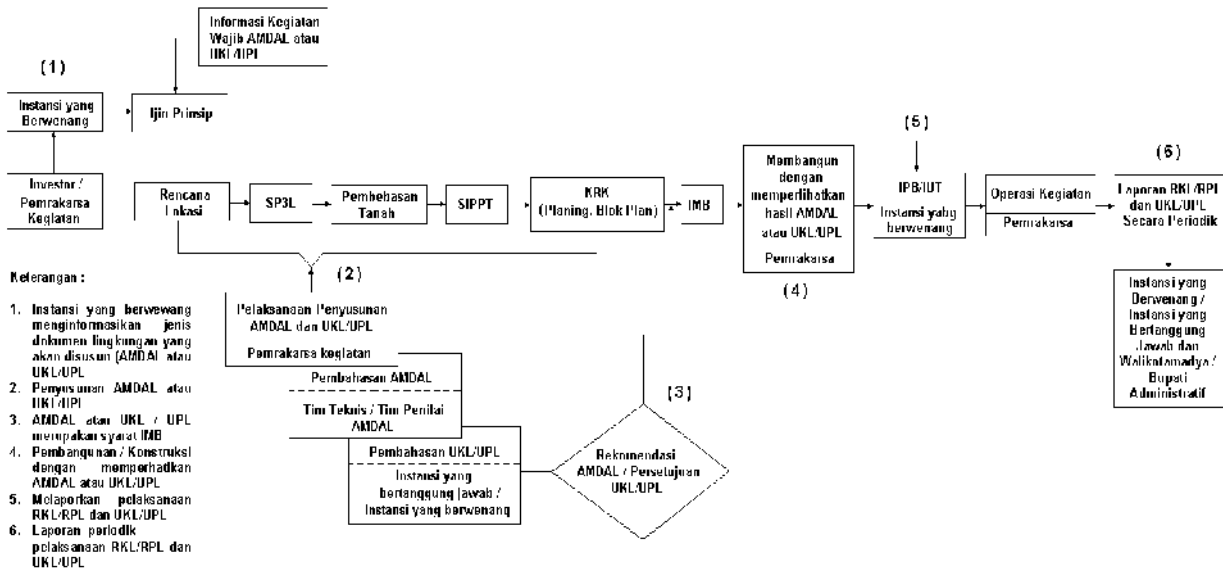 Informasi Kegiatan
Wajib AMDAL atau
UKL/UPL
(1)
Instansi yang
Berwenang
Ijin Prinsip
Investor /
Pemrakarsa
Kegiatan
Rencana
Lokasi
SP3L
Pembebasan
Tanah
SIPPT
KRK
(Planing, Blok Plan)
IMB
Membangun
dengan
memperlihatkan
hasil AMDAL
atau UKL/UPL
Pemrakarsa
(4)
(5)
IPB/IUT
Instansi yabg
berwenang
Operasi Kegiatan
Pemrakarsa
(6)
Laporan RKL/RPL
dan UKL/UPL
Secara Periodik
Instansi yang
Berwenang /
Instansi yang
Bertanggung
Jawab dan
Walikotamadya /
Bupati
Administratif
(2)
Pelaksanaan Penyusunan
AMDAL dan UKL/UPL
Pemrakarsa kegiatan
Pembahasan AMDAL
Tim Teknis / Tim Penilai
AMDAL
Pembahasan UKL/UPL
Instansi yang
bertanggung jawab /
Instansi yang berwenang
(3)
Rekomendasi
AMDAL / Persetujuan
UKL/UPL
Keterangan :
1. Instansi yang berwewang
menginformasikan jenis
dokumen lingkungan yang
akan disusun (AMDAL atau
UKL/UPL
2. Penyusunan AMDAL atau
UKL/UPL
3. AMDAL atau UKL / UPL
merupakan syarat IMB
4. Pembangunan / Konstruksi
dengan memperhatikan
AMDAL atau UKL/UPL
5. Melaporkan pelaksanaan
RKL/RPL dan UKL/UPL
6. Laporan periodik
pelaksanaan RKL/RPL dan
UKL/UPL